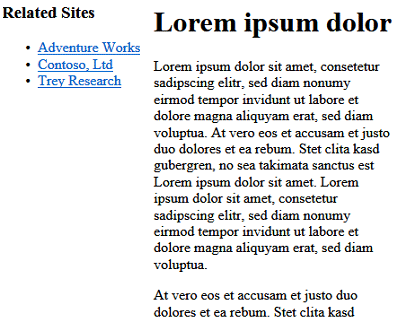 Related Sites
Adventure Works
Contoso, Ltd
Trey Research
Lorem ipsum dolor
Lorem ipsum dolor sit amet, consetetur
sadipscing elitr, sed diam nonumy
eirmod tempor invidunt ut labore et
dolore magna aliquyam erat, sed diam
voluptua. At vero eos et accusam et justo
duo dolores et ea rebum. Stet clita kasd
gubergren, no sea takimata sanctus est
Lorem ipsum dolor sit amet. Lorem
ipsum dolor sit amet, consetetur
sadipscing elitr, sed diam nonumy
eirmod tempor invidunt ut labore et
dolore magna aliquyam erat, sed diam
voluptua.
At vero eos et accusam et justo duo
dolores et ea rebum. Stet clita kasd